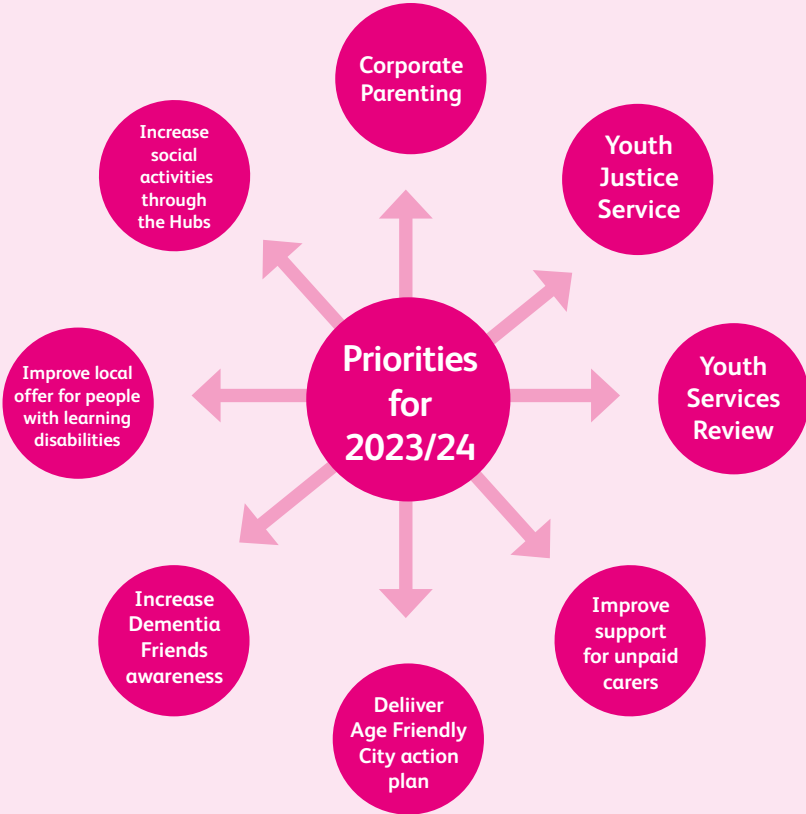 Corporate
Parenting
Youth
Justice
Service
Increase
social
activities
through
the Hubs
Priorities
for
2023/24
Youth
Services
Review
Improve local
offer for people
with learning
disabilities
Improve
support
for unpaid
carers
Increase
Dementia
Friends
awareness
Deliiver
Age Friendly
City action
plan